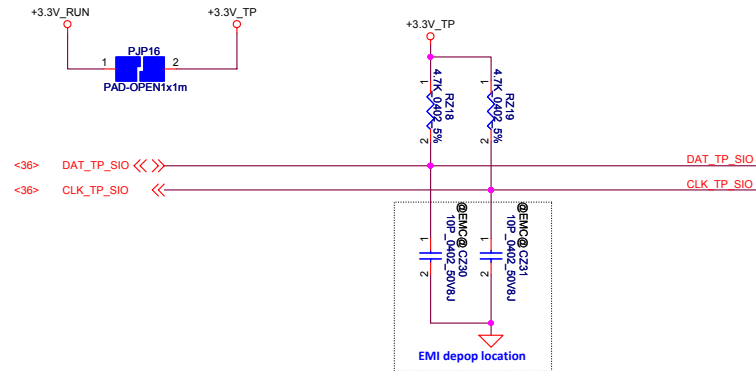 +3.3V_RUN
+3.3V_TP
PJP16
1
2
PAD-OPEN1x1m
+3.3V_TP
1
1
4.7K_0402_5%
RZ18
4.7K_0402_5%
RZ19
2
2
<36>
DAT_TP_SIO
DAT_TP_SIO
<36>
CLK_TP_SIO
CLK_TP_SIO
@EMC@CZ30
10P_0402_50V8J
@EMC@CZ31
10P_0402_50V8J
1
1
2
2
EMI depop location